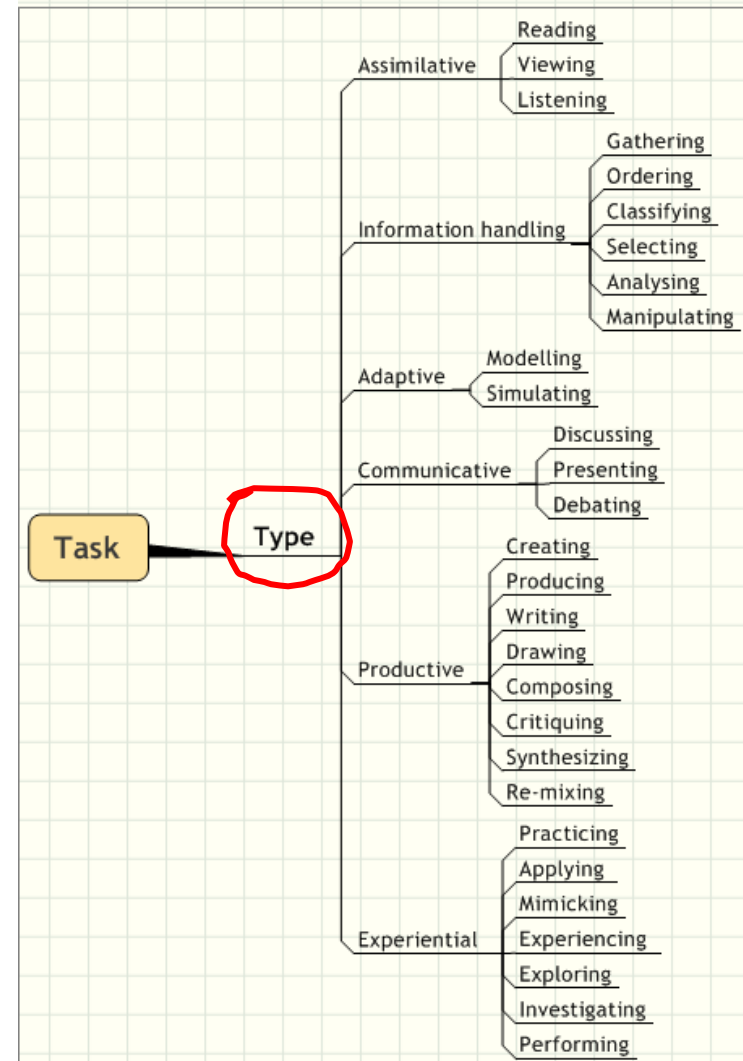 Task
Type
Assimilative
Reading
Viewing
Listening
Information handling
Gathering
Ordering
Classifying
Selecting
Analysing
Manipulating
Adaptive
Modelling
Simulating
Communicative
Discussing
Presenting
Debating
Productive
Creating
Producing
Writing
Drawing
Composing
Critiquing
Synthesizing
Re-mixing
Experiential
Practicing
Applying
Mimicking
Experiencing
Exploring
Investigating
Performing